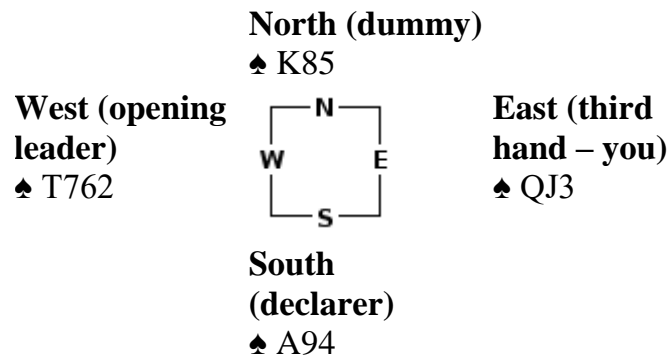 North (dummy)
♠ K85
West (opening
leader)
♠ T762
N
W E
S
East (third
hand – you)
♠ QJ3
South
(declarer)
♠ A94